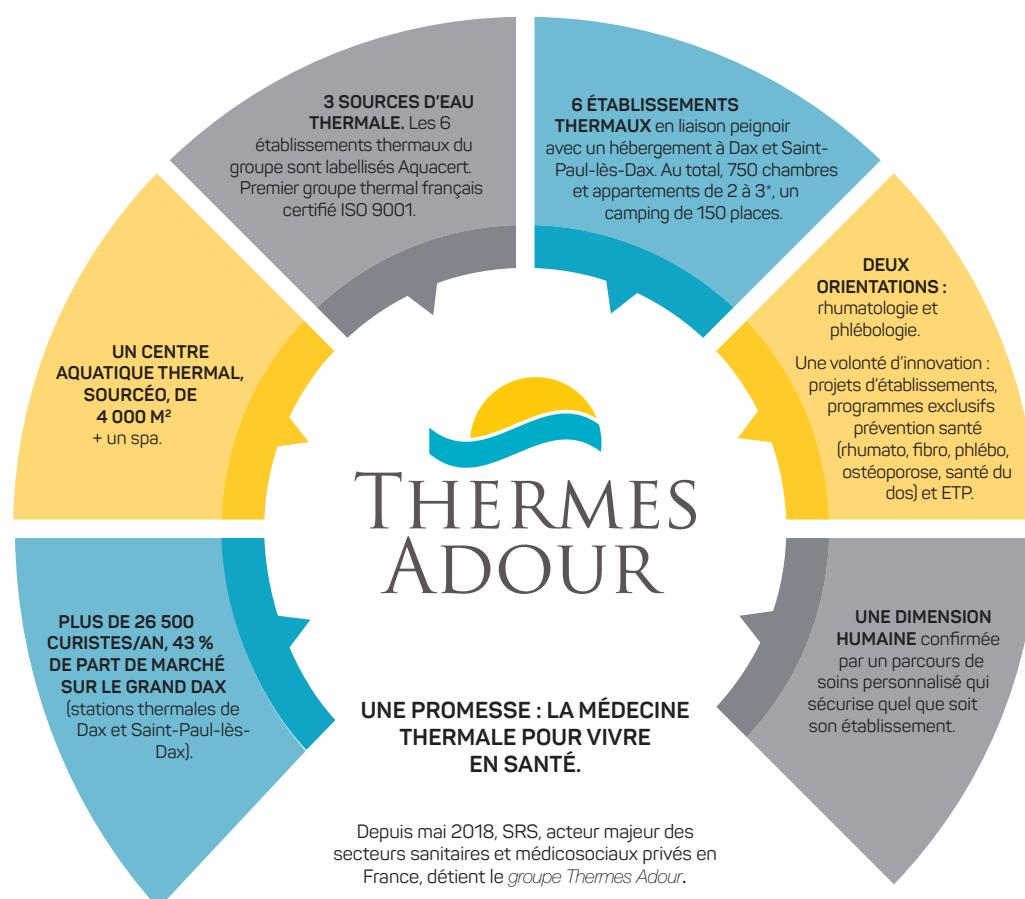 3 SOURCES D'EAU
THERMALE. Les 6
établissements thermaux du
groupe sont labellisés Aquacert.
Premier groupe thermal français
certifié ISO 9001.
6 ÉTABLISSEMENTS
THERMAUX en liaison peignoir
avec un hébergement à Dax et Saint-
Paul-lès-Dax. Au total, 750 chambres
et appartements de 2 à 3*, un
camping de 150 places.
UN CENTRE
AQUATIQUE THERMAL,
SOURCÉO, DE
4 000 M²
+ un spa.
DEUX
ORIENTATIONS :
rhumatologie et
phlébologie.
Une volonté d'innovation :
projets d'établissements,
programmes exclusifs
prévention santé
(rhumato, fibro, phlébo,
ostéoporose, santé du
dos) et ETP.
THERMES
ADOUR
PLUS DE 26 500
CURISTES/AN, 43 %
DE PART DE MARCHÉ
SUR LE GRAND DAX
(stations thermales de
Dax et Saint-Paul-lès-
Dax).
UNE DIMENSION
HUMAINE confirmée
par un parcours de
soins personnalisé qui
sécurise quel que soit
son établissement.
UNE PROMESSE : LA MÉDECINE
THERMALE POUR VIVRE
EN SANTÉ.
Depuis mai 2018, SRS, acteur majeur des
secteurs sanitaires et médicosociaux privés en
France, détient le groupe Thermes Adour.